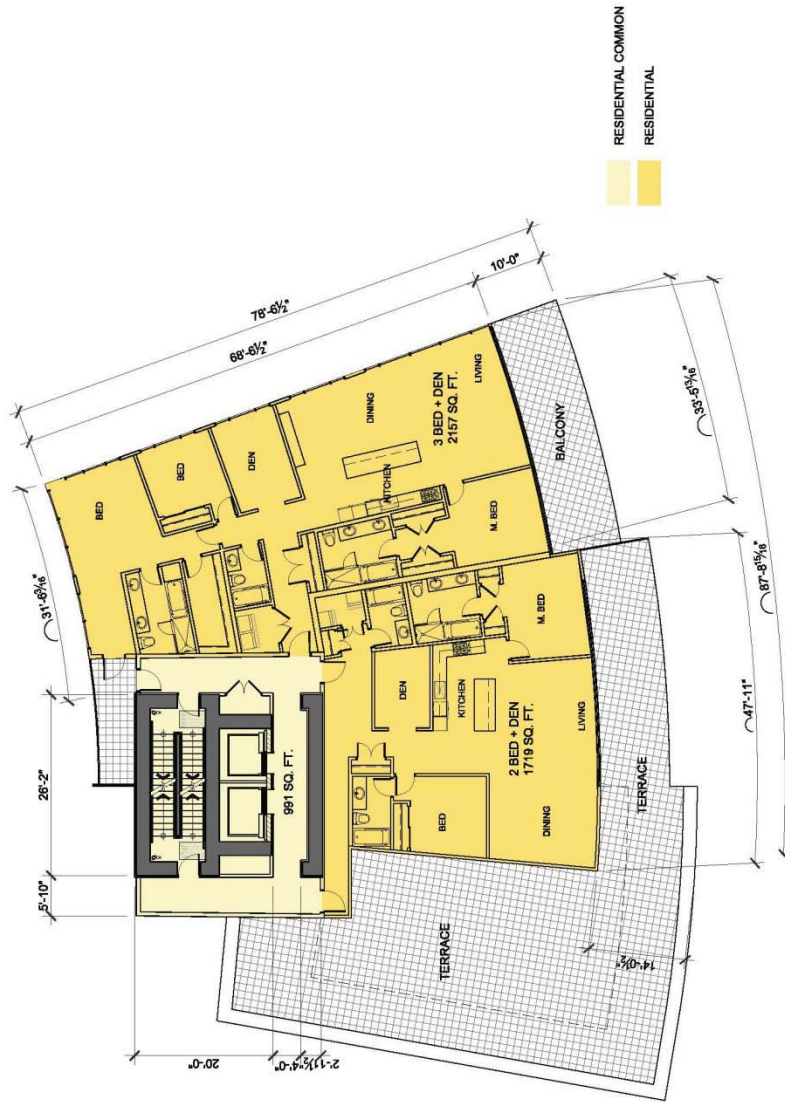 RESIDENTIAL COMMON
RESIDENTIAL
78'-6½"
68'-6½"
10'-0"
31'-6³⁄₁₆"
33'-5¹³⁄₁₆"
87'-8¹⁵⁄₁₆"
47'-11"
26'-2"
5'-10"
20'-0"
4'-0"
2'-11½"
14'-0½"
BED
BED
DEN
DINING
LIVING
KITCHEN
3 BED + DEN
2157 SQ. FT.
M. BED
BALCONY
991 SQ. FT.
DEN
KITCHEN
M. BED
2 BED + DEN
1719 SQ. FT.
LIVING
BED
DINING
TERRACE
TERRACE